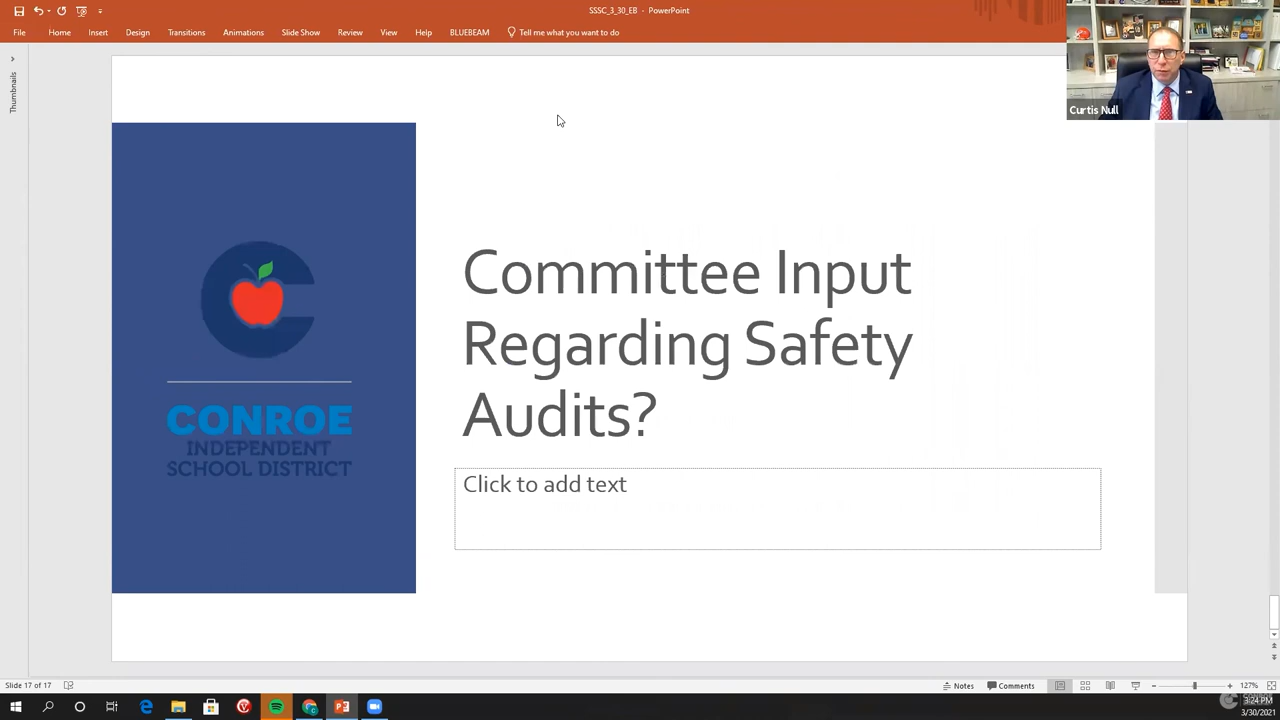 SSSC_3_30_EB - PowerPoint
File Home Insert Design Transitions Animations Slide Show Review View Help BLUEBEAM Tell me what you want to do
Thumbnails
Curtis Null
Committee Input
Regarding Safety
Audits?
Click to add text
CONROE
INDEPENDENT
SCHOOL DISTRICT
Slide 17 of 17 Notes Comments 127%
3:24 PM
3/30/2021